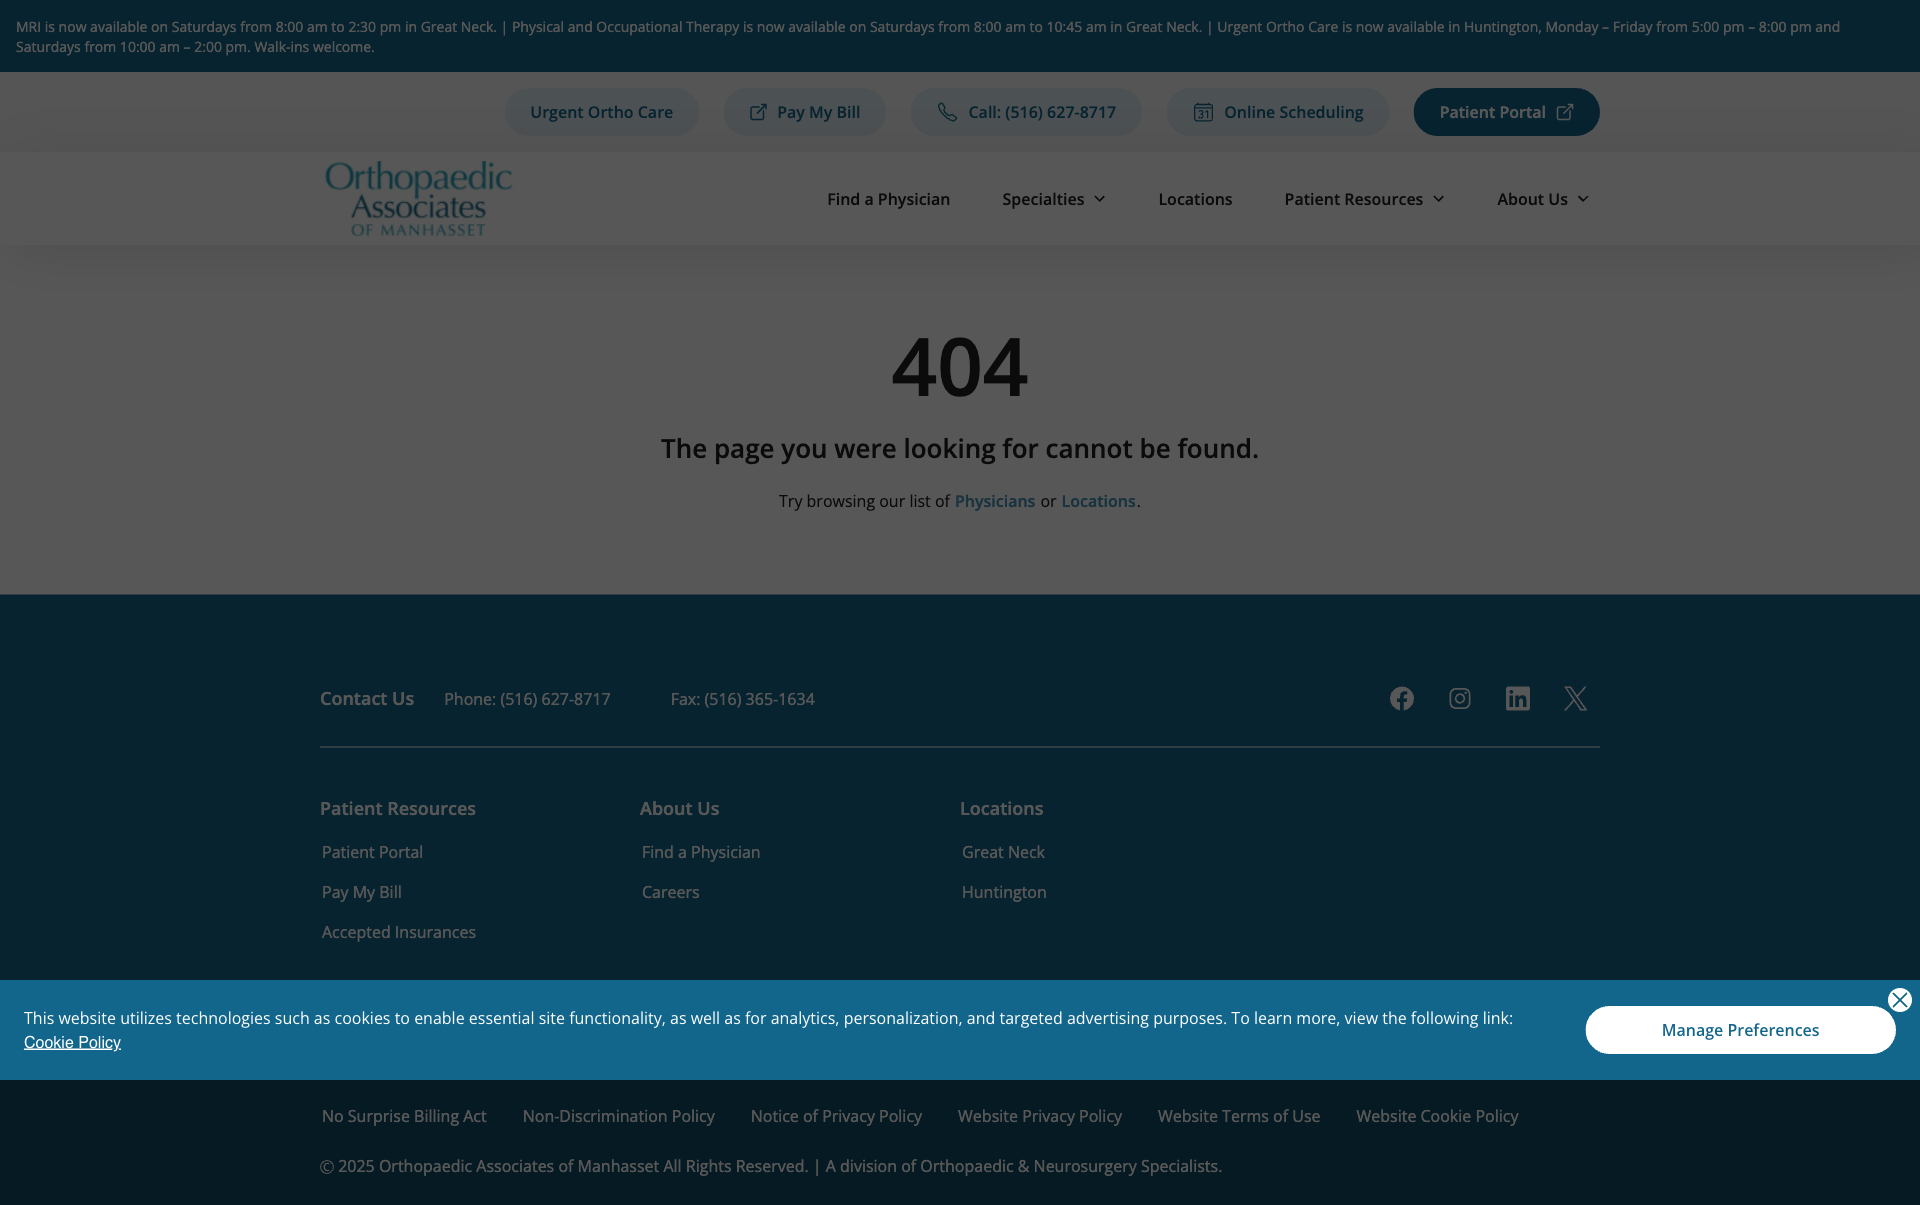 MRI is now available on Saturdays from 8:00 am to 2:30 pm in Great Neck. | Physical and Occupational Therapy is now available on Saturdays from 8:00 am to 10:45 am in Great Neck. | Urgent Ortho Care is now available in Huntington, Monday – Friday from 5:00 pm – 8:00 pm and
Saturdays from 10:00 am – 2:00 pm. Walk-ins welcome.
Urgent Ortho Care
Pay My Bill
Call: (516) 627-8717
31
Online Scheduling
Patient Portal
Orthopaedic
Associates
OF MANHASSET
Find a Physician
Specialties
Locations
Patient Resources
About Us
404
The page you were looking for cannot be found.
Try browsing our list of Physicians or Locations.
Contact Us
Phone: (516) 627-8717
Fax: (516) 365-1634
Patient Resources
Patient Portal
Pay My Bill
Accepted Insurances
About Us
Find a Physician
Careers
Locations
Great Neck
Huntington
This website utilizes technologies such as cookies to enable essential site functionality, as well as for analytics, personalization, and targeted advertising purposes. To learn more, view the following link:
Cookie Policy
Manage Preferences
No Surprise Billing Act
Non-Discrimination Policy
Notice of Privacy Policy
Website Privacy Policy
Website Terms of Use
Website Cookie Policy
© 2025 Orthopaedic Associates of Manhasset All Rights Reserved. | A division of Orthopaedic & Neurosurgery Specialists.